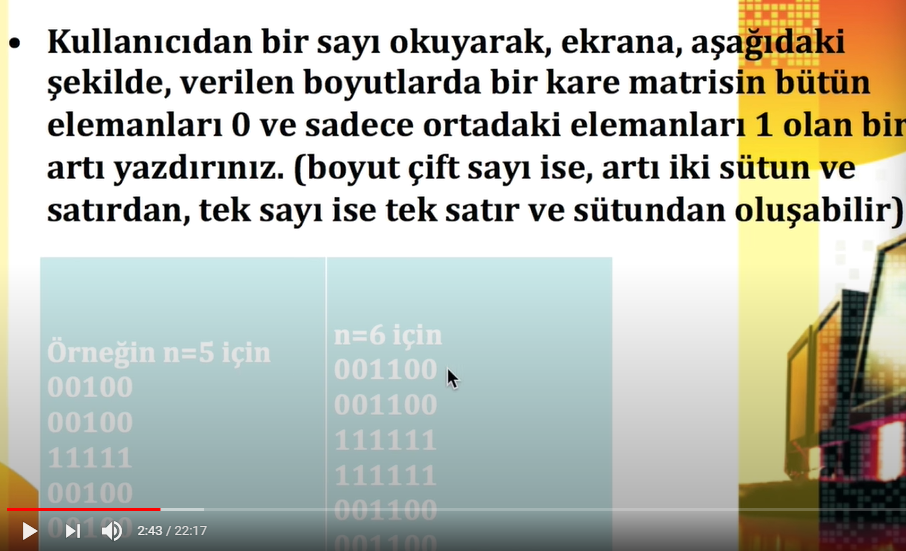 • Kullanıcıdan bir sayı okuyarak, ekrana, aşağıdaki
şekilde, verilen boyutlarda bir kare matrisin bütün
elemanları 0 ve sadece ortadaki elemanları 1 olan bir
artı yazdırınız. (boyut çift sayı ise, artı iki sütun ve
satırdan, tek sayı ise tek satır ve sütundan oluşabilir)
Örneğin n=5 için
00100
00100
11111
00100
00100
n=6 için
001100
001100
111111
111111
001100
001100
2:43 / 22:17